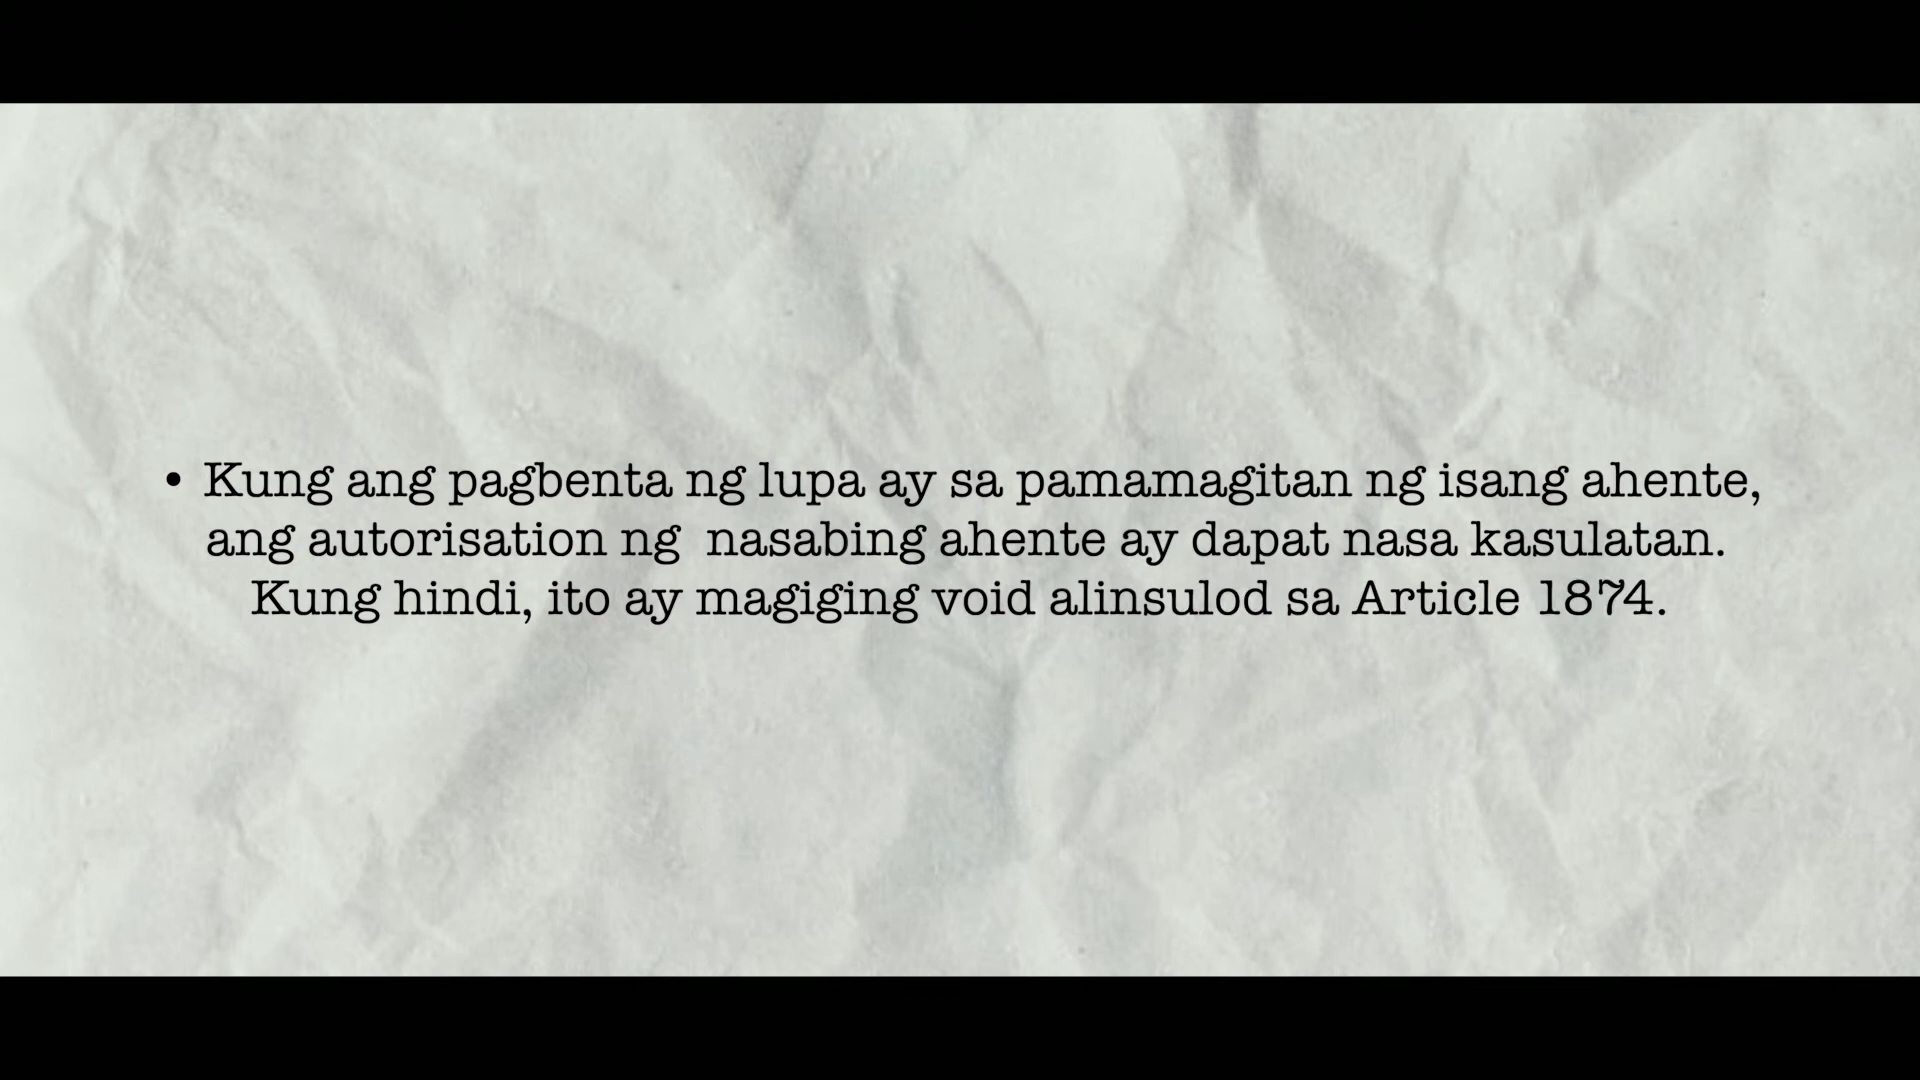 • Kung ang pagbenta ng lupa ay sa pamamagitan ng isang ahente,
ang autorisation ng  nasabing ahente ay dapat nasa kasulatan.
Kung hindi, ito ay magiging void alinsulod sa Article 1874.